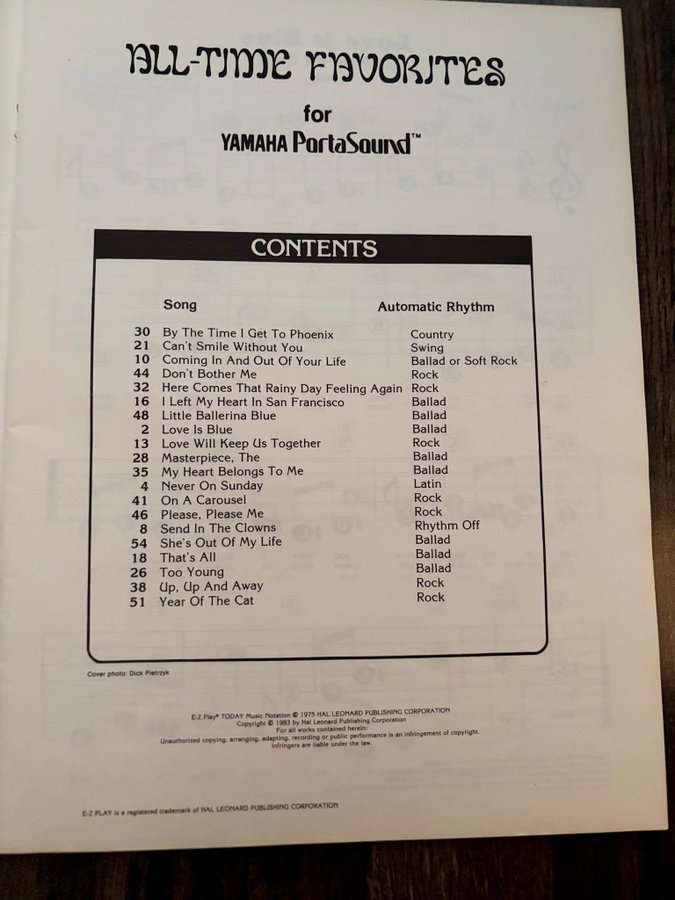 ALL-TIME FAVORITES
for
YAMAHA PortaSound™
CONTENTS
Song Automatic Rhythm
30 By The Time I Get To Phoenix Country
21 Can't Smile Without You Swing
10 Coming In And Out Of Your Life Ballad or Soft Rock
44 Don't Bother Me Rock
32 Here Comes That Rainy Day Feeling Again Rock
16 I Left My Heart In San Francisco Ballad
48 Little Ballerina Blue Ballad
2 Love Is Blue Ballad
13 Love Will Keep Us Together Rock
28 Masterpiece, The Ballad
35 My Heart Belongs To Me Ballad
4 Never On Sunday Latin
41 On A Carousel Rock
46 Please, Please Me Rock
8 Send In The Clowns Rhythm Off
54 She's Out Of My Life Ballad
18 That's All Ballad
26 Too Young Ballad
38 Up, Up And Away Rock
51 Year Of The Cat Rock
Cover photo: Dick Pietrzyk
E-Z Play® TODAY Music Notation © 1975 HAL LEONARD PUBLISHING CORPORATION
Copyright © 1983 by Hal Leonard Publishing Corporation
For all works contained herein:
Unauthorized copying, arranging, adapting, recording or public performance is an infringement of copyright.
Infringers are liable under the law.
E-Z PLAY is a registered trademark of HAL LEONARD PUBLISHING CORPORATION